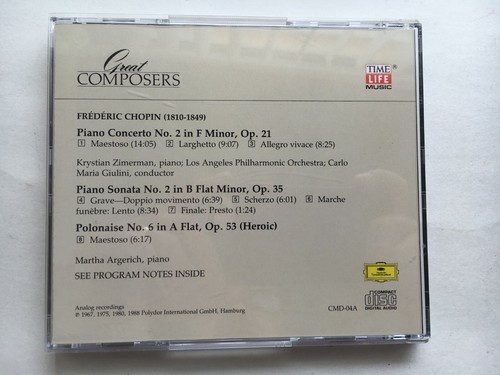 Great
COMPOSERS
TIME
LIFE
MUSIC
FRÉDÉRIC CHOPIN (1810-1849)
Piano Concerto No. 2 in F Minor, Op. 21
1 Maestoso (14:05) 2 Larghetto (9:07) 3 Allegro vivace (8:25)
Krystian Zimerman, piano; Los Angeles Philharmonic Orchestra; Carlo
Maria Giulini, conductor
Piano Sonata No. 2 in B Flat Minor, Op. 35
4 Grave—Doppio movimento (6:39) 5 Scherzo (6:01) 6 Marche
funèbre: Lento (8:34) 7 Finale: Presto (1:24)
Polonaise No. 6 in A Flat, Op. 53 (Heroic)
8 Maestoso (6:17)
Martha Argerich, piano
SEE PROGRAM NOTES INSIDE
Analog recordings
℗ 1967, 1975, 1980, 1988 Polydor International GmbH, Hamburg
CMD-04A
COMPACT
disc
DIGITAL AUDIO